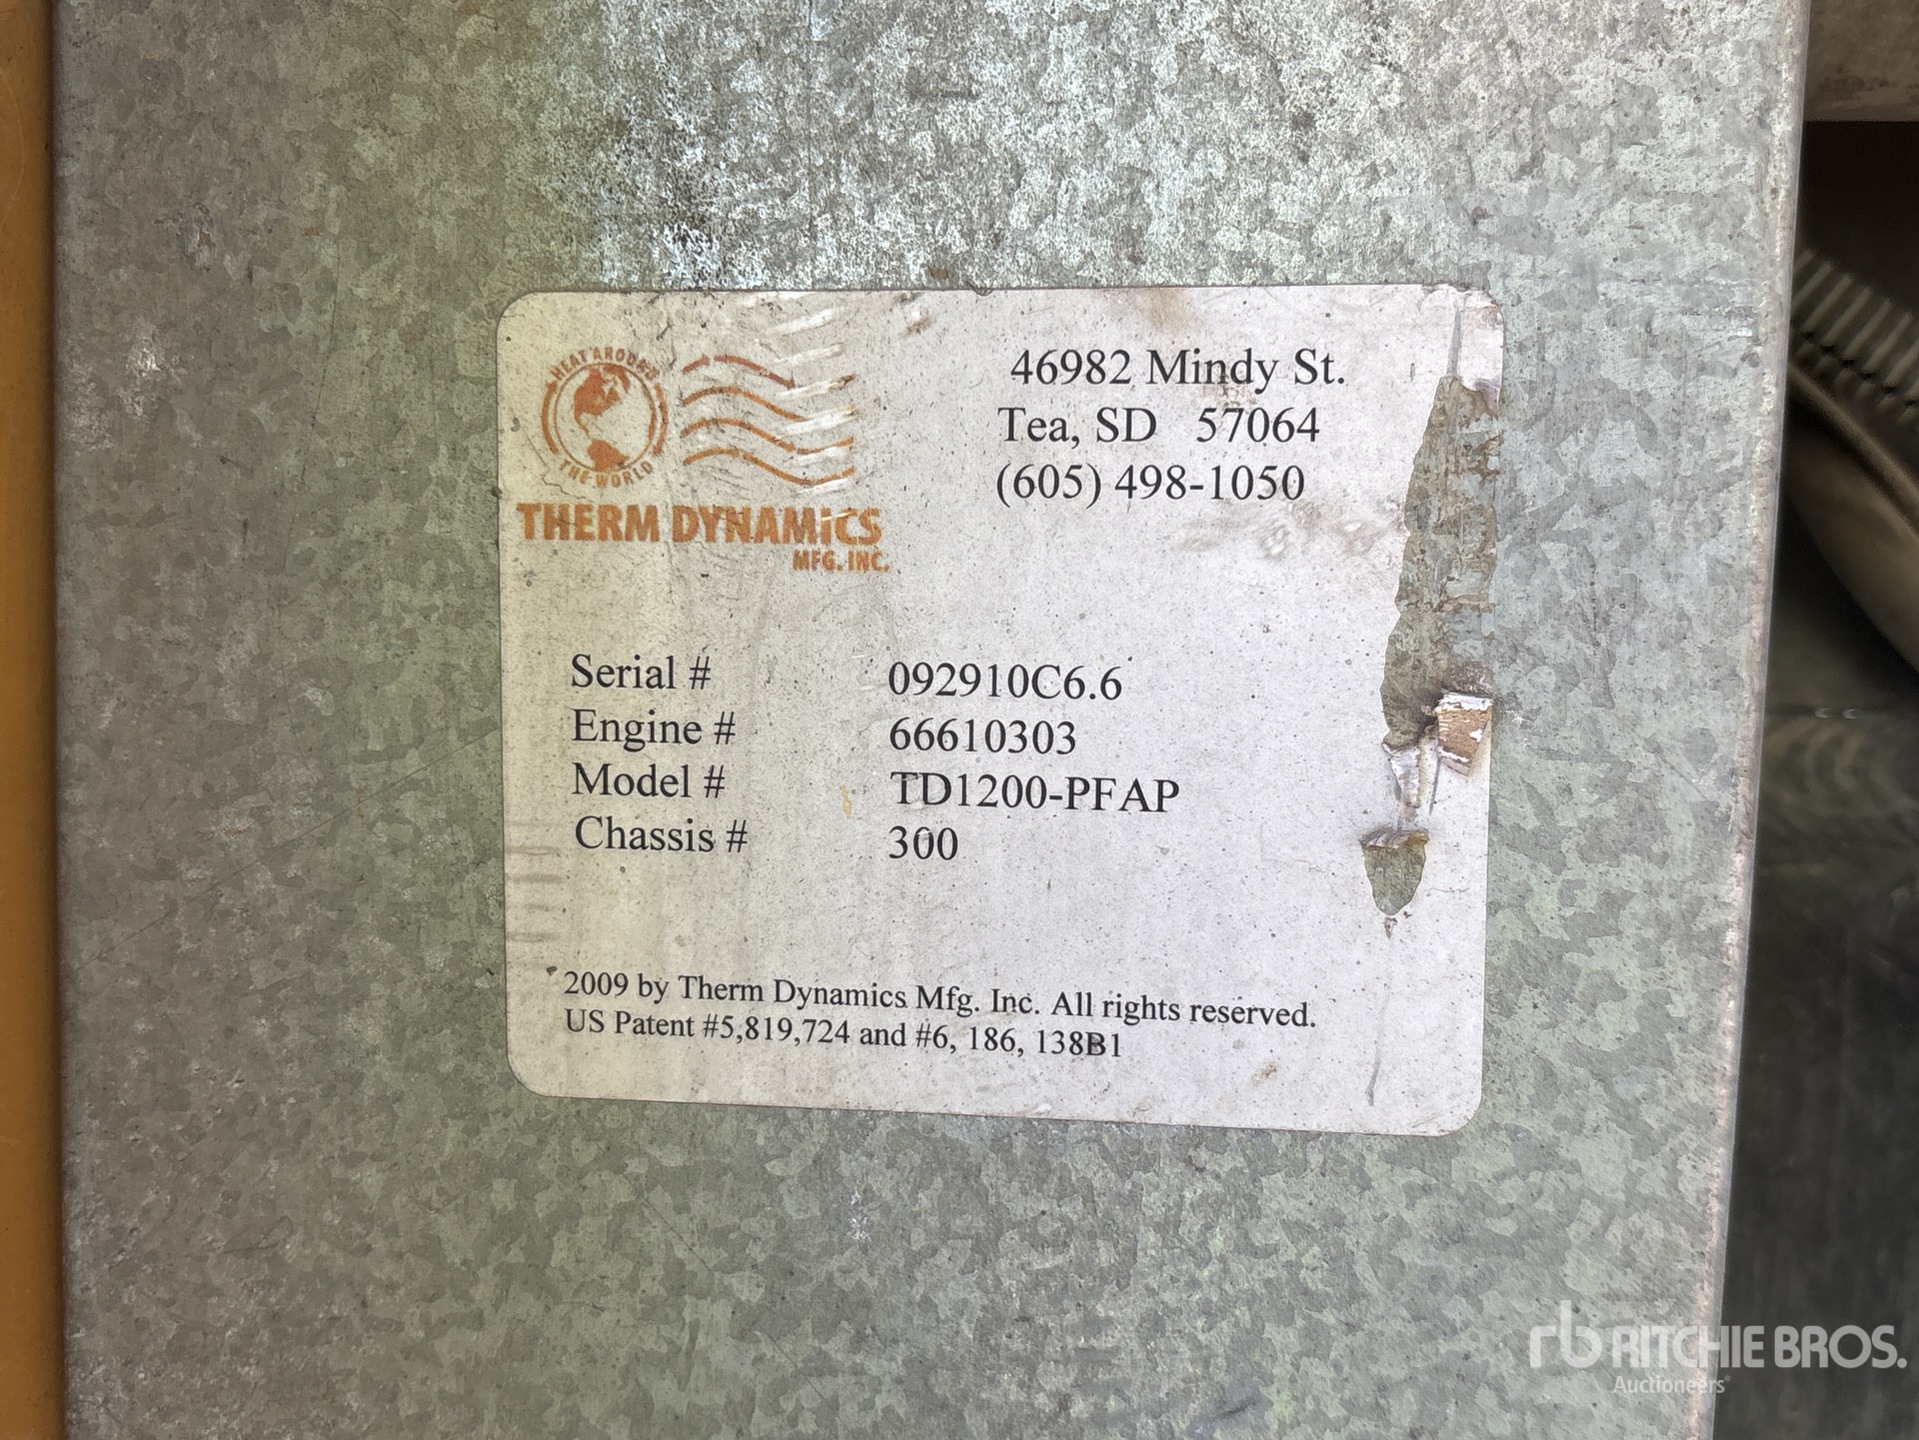 HEAT AROUND
THE WORLD
THERM DYNAMICS
MFG. INC.
46982 Mindy St.
Tea, SD 57064
(605) 498-1050
Serial # 092910C6.6
Engine # 66610303
Model # TD1200-PFAP
Chassis # 300
2009 by Therm Dynamics Mfg. Inc. All rights reserved.
US Patent #5,819,724 and #6, 186, 138B1
rb RITCHIE BROS.
Auctioneers